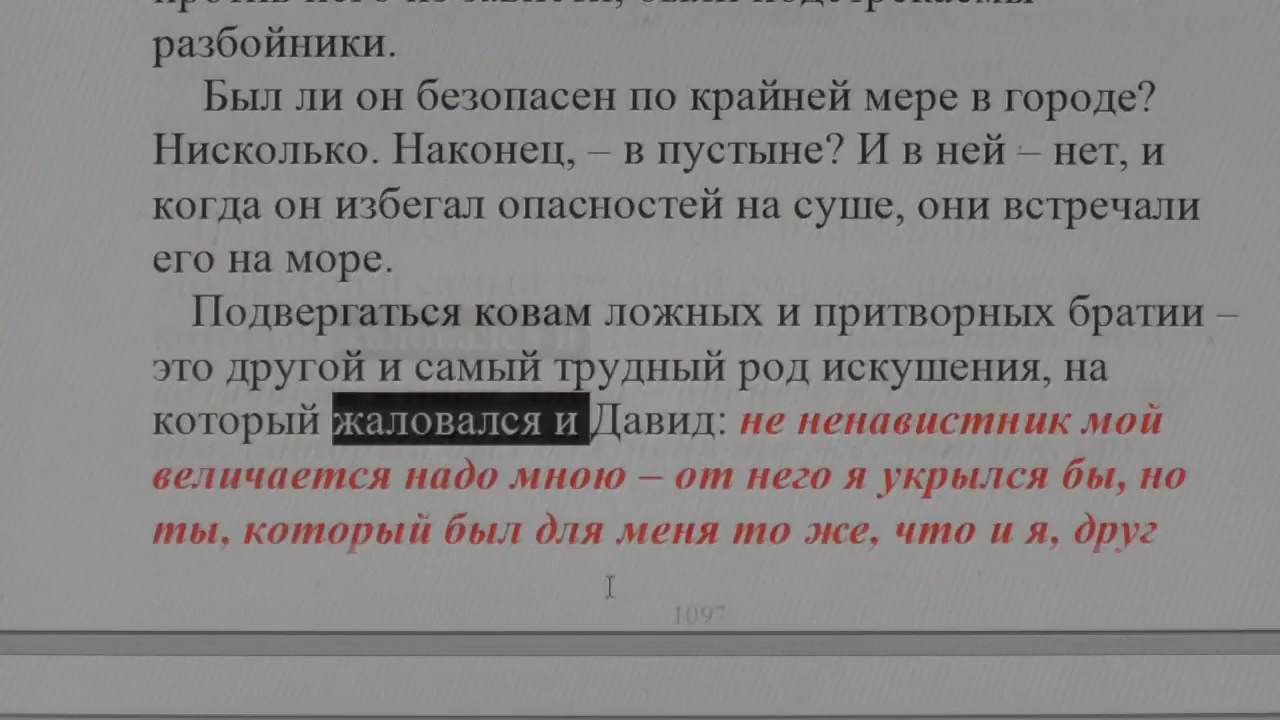 разбойники.
Был ли он безопасен по крайней мере в городе?
Нисколько. Наконец, – в пустыне? И в ней – нет, и
когда он избегал опасностей на суше, они встречали
его на море.
Подвергаться ковам ложных и притворных братии –
это другой и самый трудный род искушения, на
который жаловался и Давид: не ненавистник мой
величается надо мною – от него я укрылся бы, но
ты, который был для меня то же, что и я, друг
1097